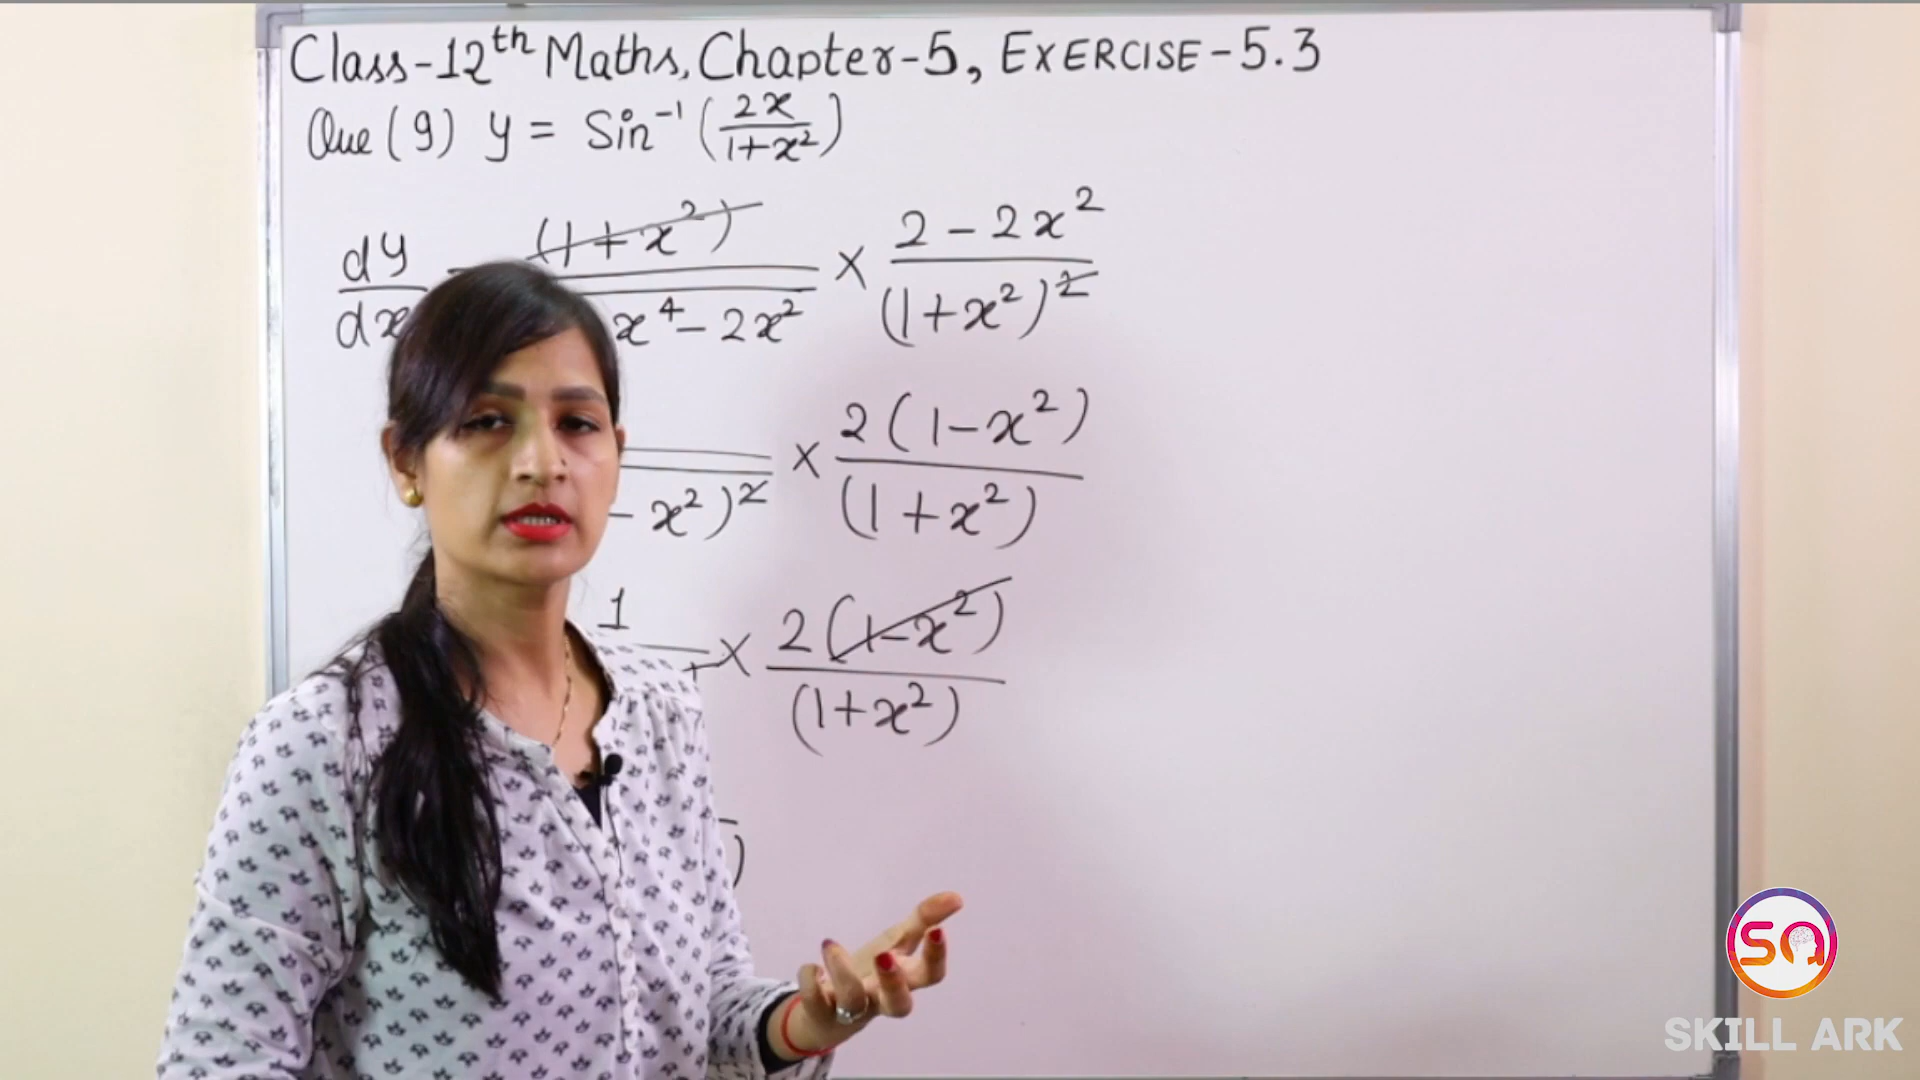 Class-12th Maths, Chapter-5, EXERCISE-5.3
Que (9) y = Sin⁻¹ (2x/1+x²)
dy/dx (1+x²)/x⁴-2x² × 2-2x²/(1+x²)²
- x²)² × 2(1-x²)/(1+x²)
1 × 2(1-x²)/(1+x²)
)
SKILL ARK